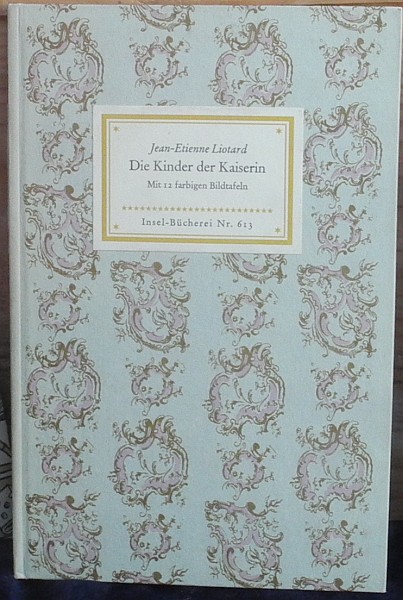 Jean-Etienne Liotard
Die Kinder der Kaiserin
Mit 12 farbigen Bildtafeln
Insel-Bücherei Nr. 613